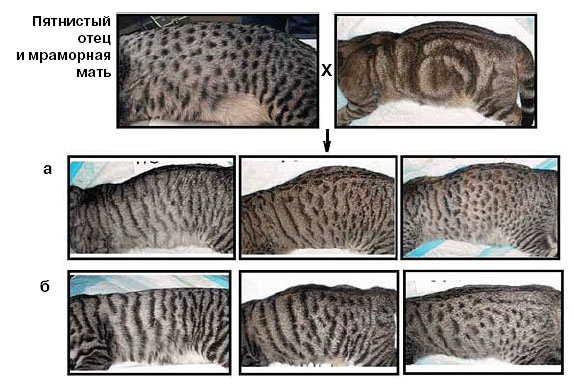 Пятнистый
отец
и мраморная
мать
X
а
б